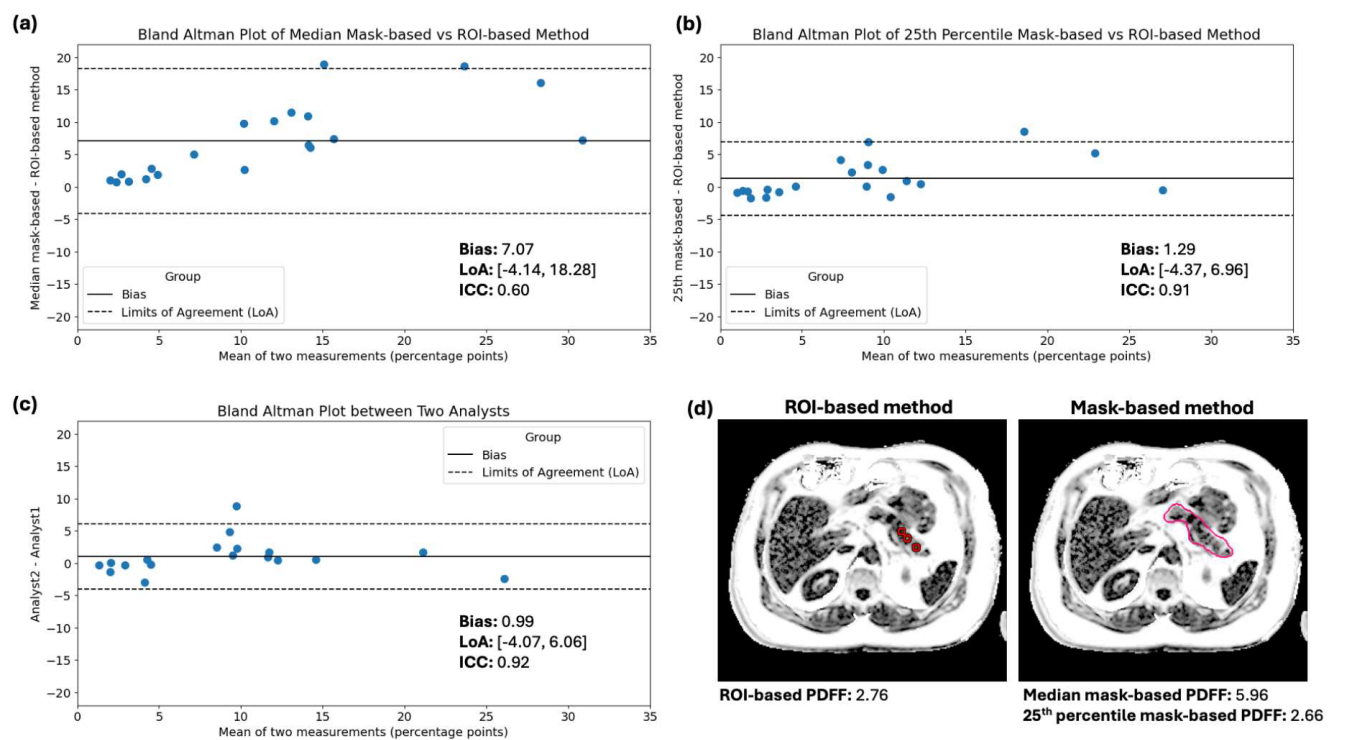 (a)
Bland Altman Plot of Median Mask-based vs ROI-based Method
Median mask-based - ROI-based method
20
15
10
5
0
−5
−10
−15
−20
Bias: 7.07
LoA: [-4.14, 18.28]
ICC: 0.60
Group
Bias
Limits of Agreement (LoA)
0 5 10 15 20 25 30 35
Mean of two measurements (percentage points)
(b)
Bland Altman Plot of 25th Percentile Mask-based vs ROI-based Method
25th mask-based - ROI-based method
20
15
10
5
0
−5
−10
−15
−20
Bias: 1.29
LoA: [-4.37, 6.96]
ICC: 0.91
Group
Bias
Limits of Agreement (LoA)
0 5 10 15 20 25 30 35
Mean of two measurements (percentage points)
(c)
Bland Altman Plot between Two Analysts
Analyst2 - Analyst1
20
15
10
5
0
−5
−10
−15
−20
Group
Bias
Limits of Agreement (LoA)
Bias: 0.99
LoA: [-4.07, 6.06]
ICC: 0.92
0 5 10 15 20 25 30 35
Mean of two measurements (percentage points)
(d)
ROI-based method
Mask-based method
ROI-based PDFF: 2.76
Median mask-based PDFF: 5.96
25th percentile mask-based PDFF: 2.66